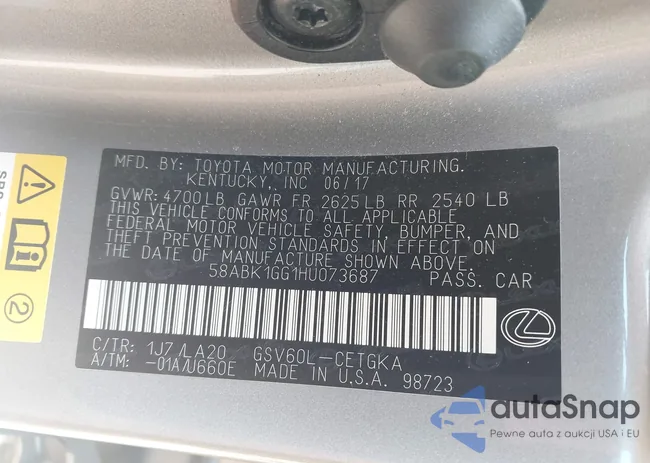 MFD. BY: TOYOTA MOTOR MANUFACTURING.
KENTUCKY, INC 06/17
GVWR: 4700LB GAWR FR 2625LB RR 2540 LB
THIS VEHICLE CONFORMS TO ALL APPLICABLE
FEDERAL MOTOR VEHICLE SAFETY, BUMPER, AND
THEFT PREVENTION STANDARDS IN EFFECT ON
THE DATE OF MANUFACTURE SHOWN ABOVE.
58ABK1GG1HU073687 PASS. CAR
C/TR: 1J7/LA20 GSV60L-CETGKA
A/TM: -01A/U660E MADE IN U.S.A. 98723
2
autaSnap
Pewne auta z aukcji USA i EU